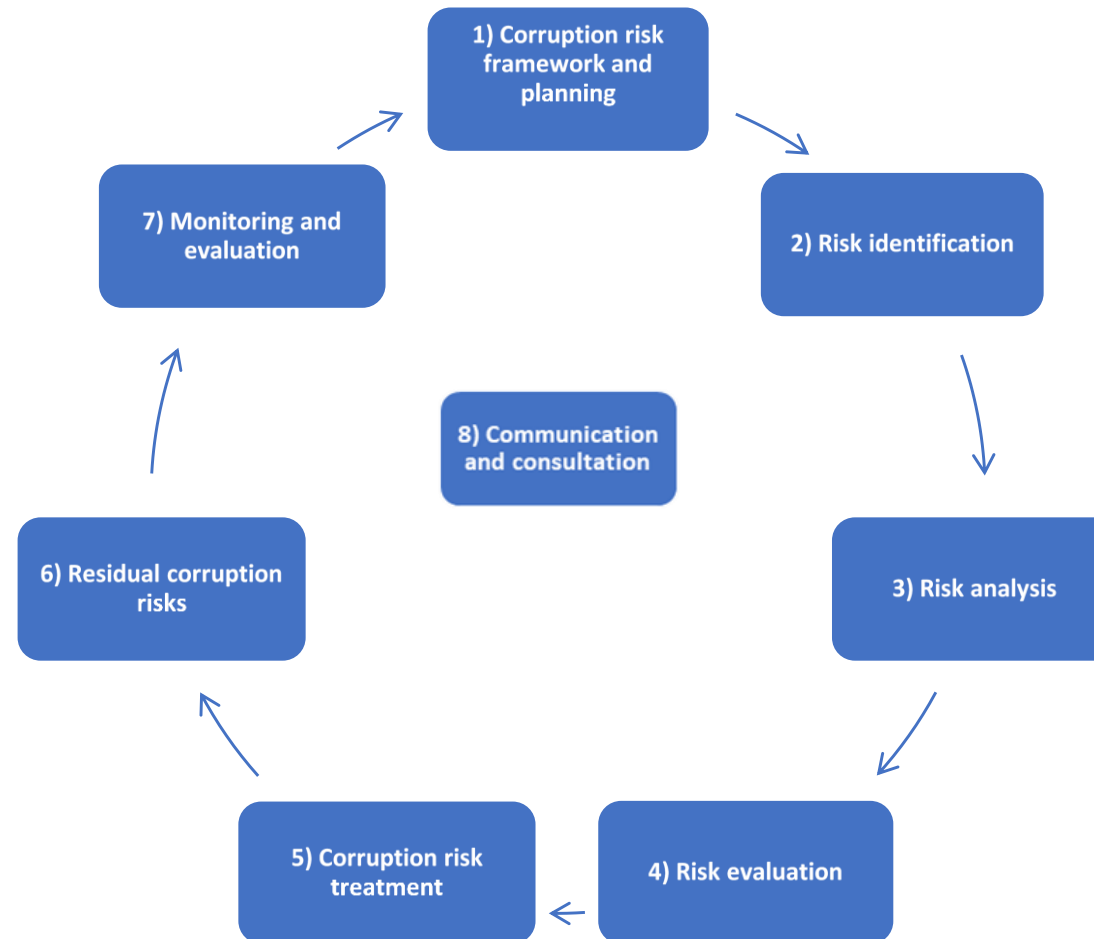 1) Corruption risk
framework and
planning
2) Risk identification
3) Risk analysis
4) Risk evaluation
5) Corruption risk
treatment
6) Residual corruption
risks
7) Monitoring and
evaluation
8) Communication
and consultation